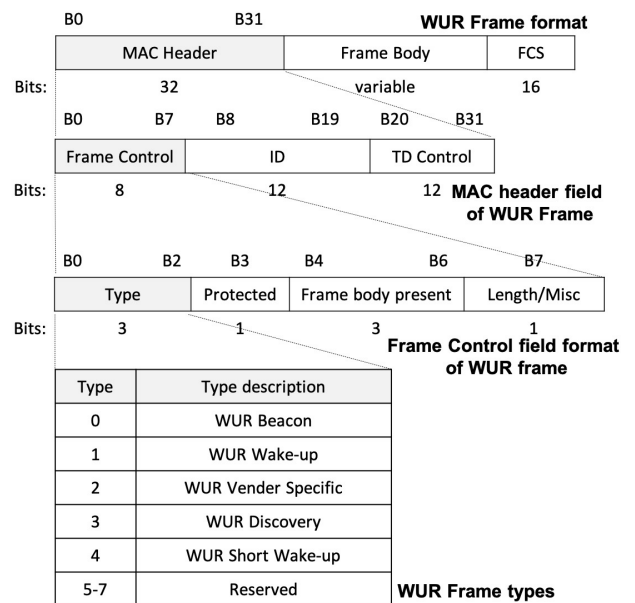 B0 B31 WUR Frame format
MAC Header Frame Body FCS
Bits: 32 variable 16
B0 B7 B8 B19 B20 B31
Frame Control ID TD Control
Bits: 8 12 12 MAC header field
of WUR Frame
B0 B2 B3 B4 B6 B7
Type Protected Frame body present Length/Misc
Bits: 3 1 3 1
Frame Control field format
of WUR frame
Type Type description
0 WUR Beacon
1 WUR Wake-up
2 WUR Vender Specific
3 WUR Discovery
4 WUR Short Wake-up
5-7 Reserved WUR Frame types